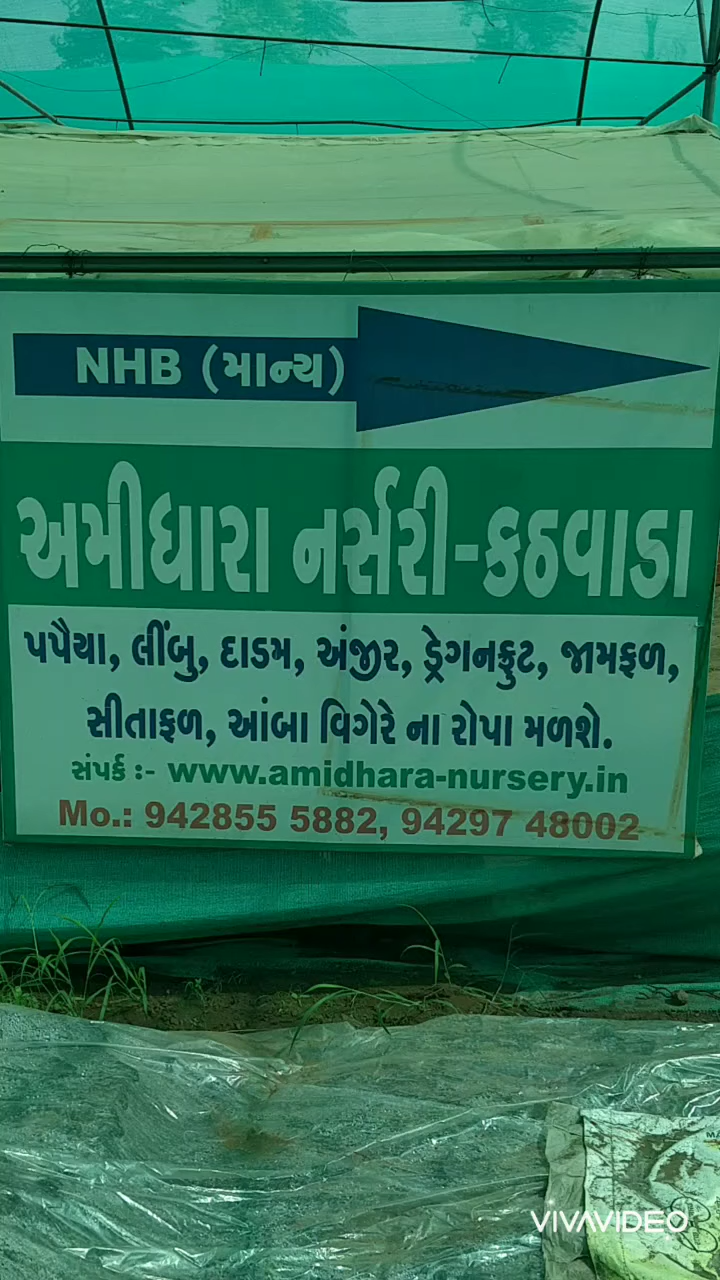 NHB (માન્ય)
અમીધારા નર્સરી-કઠવાડા
પપૈયા, લીંબુ, દાડમ, અંજીર, ડ્રેગનફ્રુટ, જામફળ,
સીતાફળ, આંબા વિગેરે ના રોપા મળશે.
સંપર્ક :- www.amidhara-nursery.in
Mo.: 942855 5882, 94297 48002
VIVAVIDEO